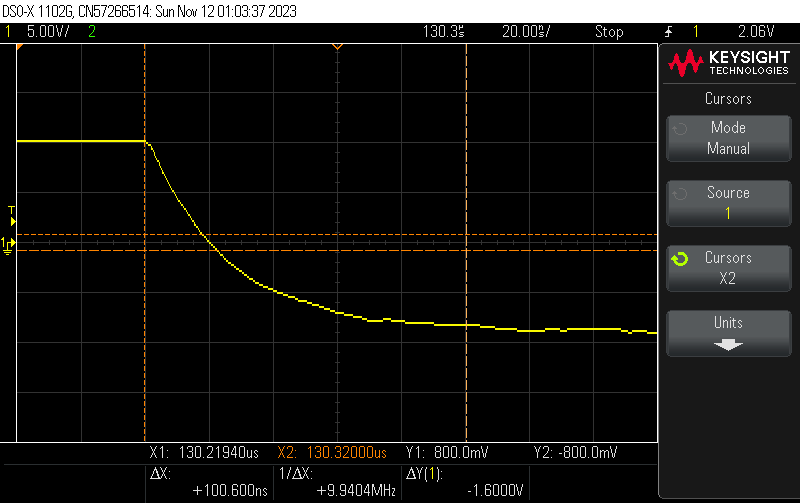 DSO-X 1102G, CN57266514: Sun Nov 12 01:03:37 2023
1 5.00V/ 2 130.3us 20.00s/ Stop 1 2.06V
KEYSIGHT
TECHNOLOGIES
Cursors
Mode
Manual
Source
1
Cursors
X2
Units
T
1
X1: 130.21940us X2: 130.32000us Y1: 800.0mV Y2: -800.0mV
ΔX: 1/ΔX: ΔY(1):
+100.600ns +9.9404MHz -1.6000V